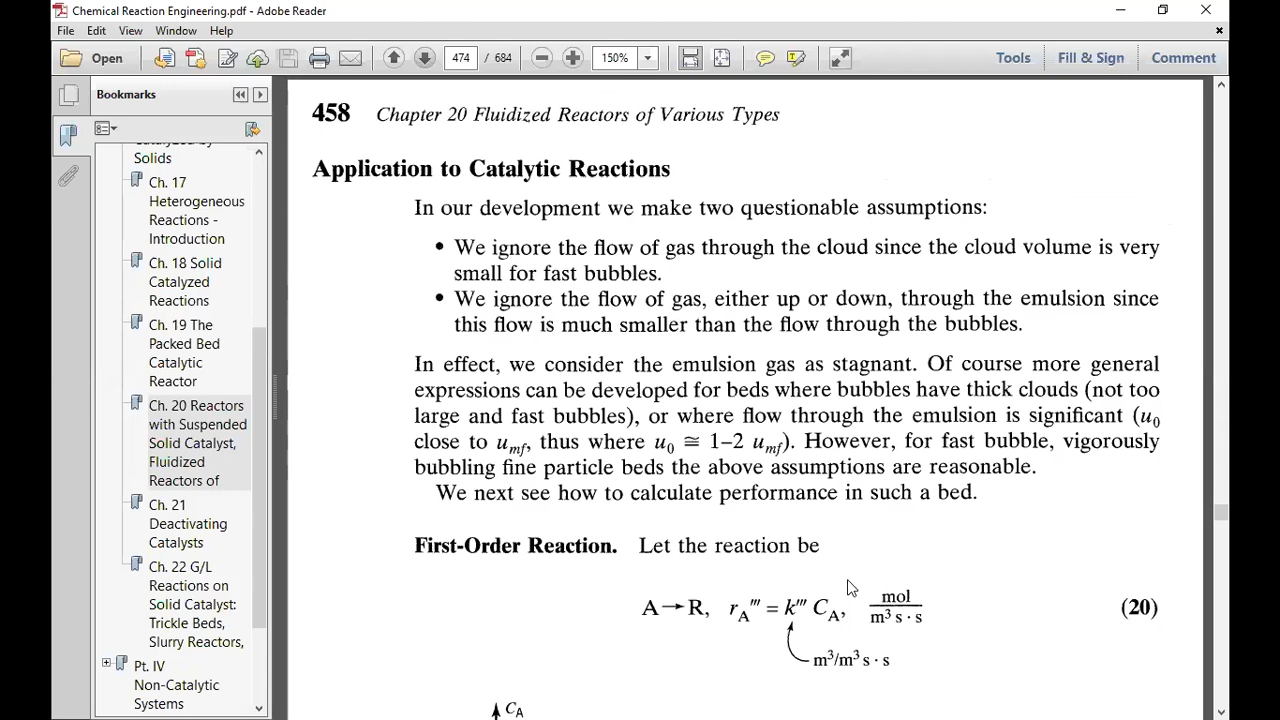 Chemical Reaction Engineering.pdf - Adobe Reader
File Edit View Window Help
Open 474 / 684 150% Tools Fill & Sign Comment
Bookmarks
Solids
Ch. 17
Heterogeneous
Reactions -
Introduction
Ch. 18 Solid
Catalyzed
Reactions
Ch. 19 The
Packed Bed
Catalytic
Reactor
Ch. 20 Reactors
with Suspended
Solid Catalyst,
Fluidized
Reactors of
Ch. 21
Deactivating
Catalysts
Ch. 22 G/L
Reactions on
Solid Catalyst:
Trickle Beds,
Slurry Reactors,
Pt. IV
Non-Catalytic
Systems
458 Chapter 20 Fluidized Reactors of Various Types
Application to Catalytic Reactions
In our development we make two questionable assumptions:
• We ignore the flow of gas through the cloud since the cloud volume is very
small for fast bubbles.
• We ignore the flow of gas, either up or down, through the emulsion since
this flow is much smaller than the flow through the bubbles.
In effect, we consider the emulsion gas as stagnant. Of course more general
expressions can be developed for beds where bubbles have thick clouds (not too
large and fast bubbles), or where flow through the emulsion is significant (u₀
close to u_mf, thus where u₀ ≅ 1–2 u_mf). However, for fast bubble, vigorously
bubbling fine particle beds the above assumptions are reasonable.
We next see how to calculate performance in such a bed.
First-Order Reaction. Let the reaction be
A → R, r_A''' = k''' C_A, mol / m³ s · s (20)
m³/m³ s · s
C_A